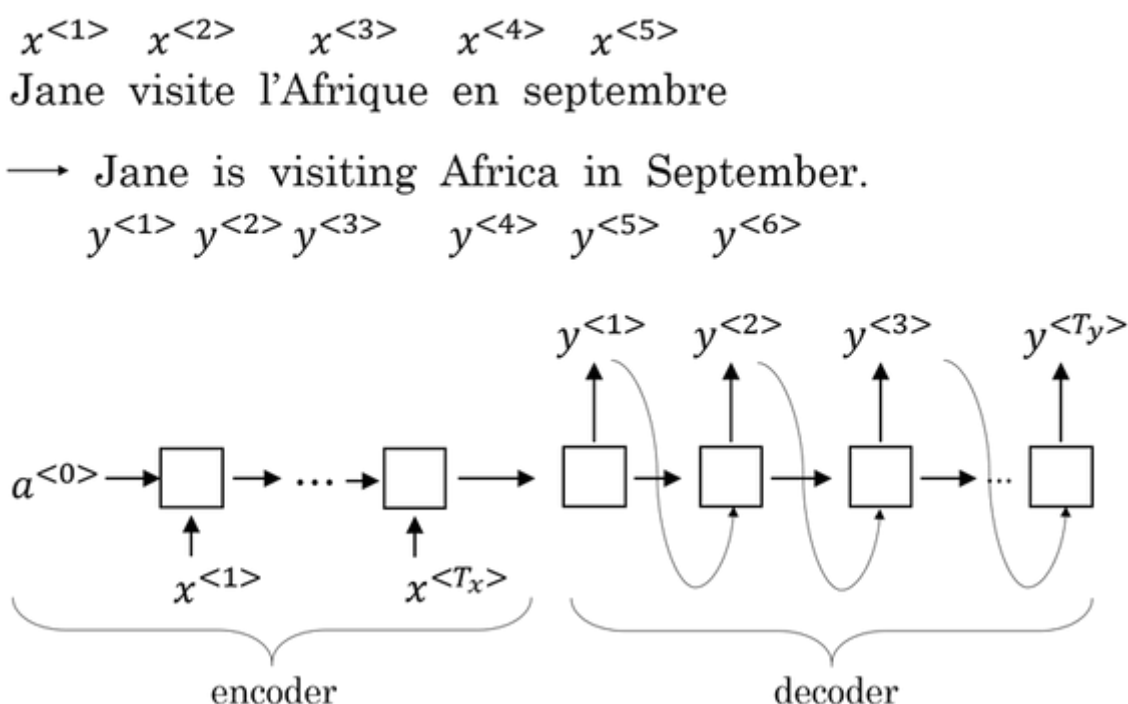 x<1> x<2> x<3> x<4> x<5>
Jane visite l’Afrique en septembre
→ Jane is visiting Africa in September.
y<1> y<2> y<3> y<4> y<5> y<6>
y<1> y<2> y<3> y<Ty>
a<0> ... ...
x<1> x<Tx>
encoder decoder